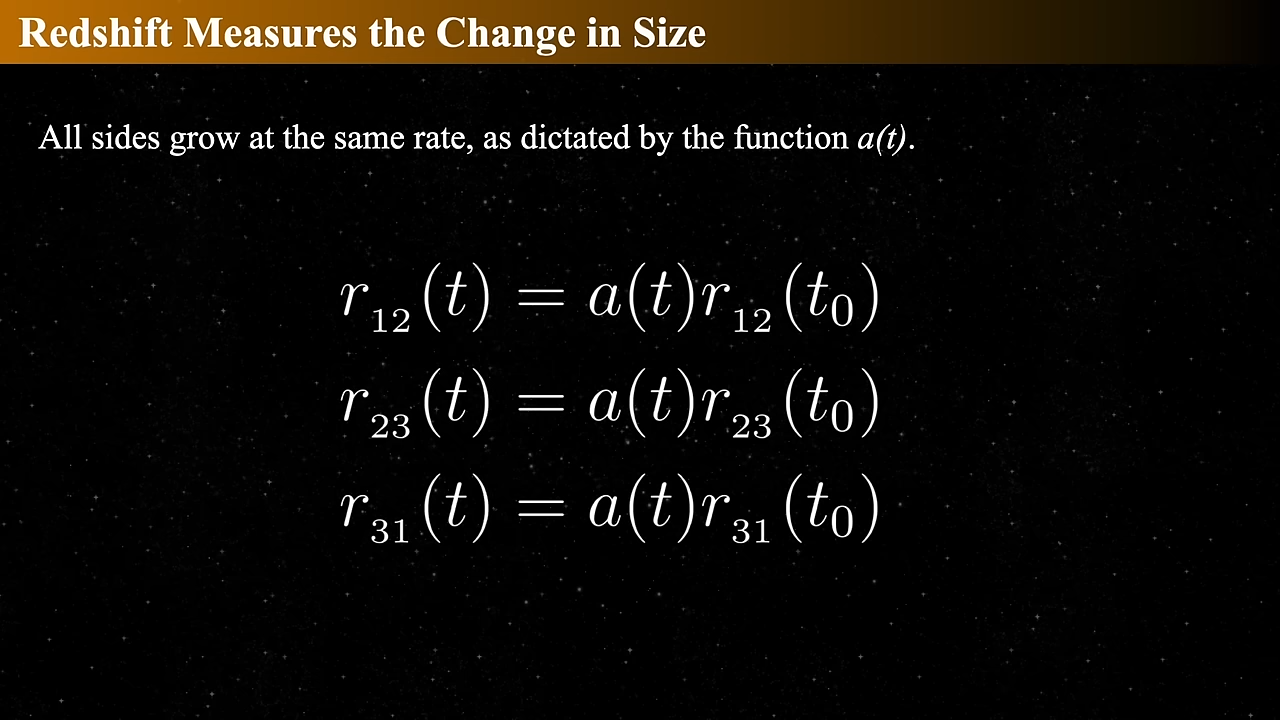 Redshift Measures the Change in Size
All sides grow at the same rate, as dictated by the function a(t).
r₁₂(t) = a(t)r₁₂(t₀)
r₂₃(t) = a(t)r₂₃(t₀)
r₃₁(t) = a(t)r₃₁(t₀)